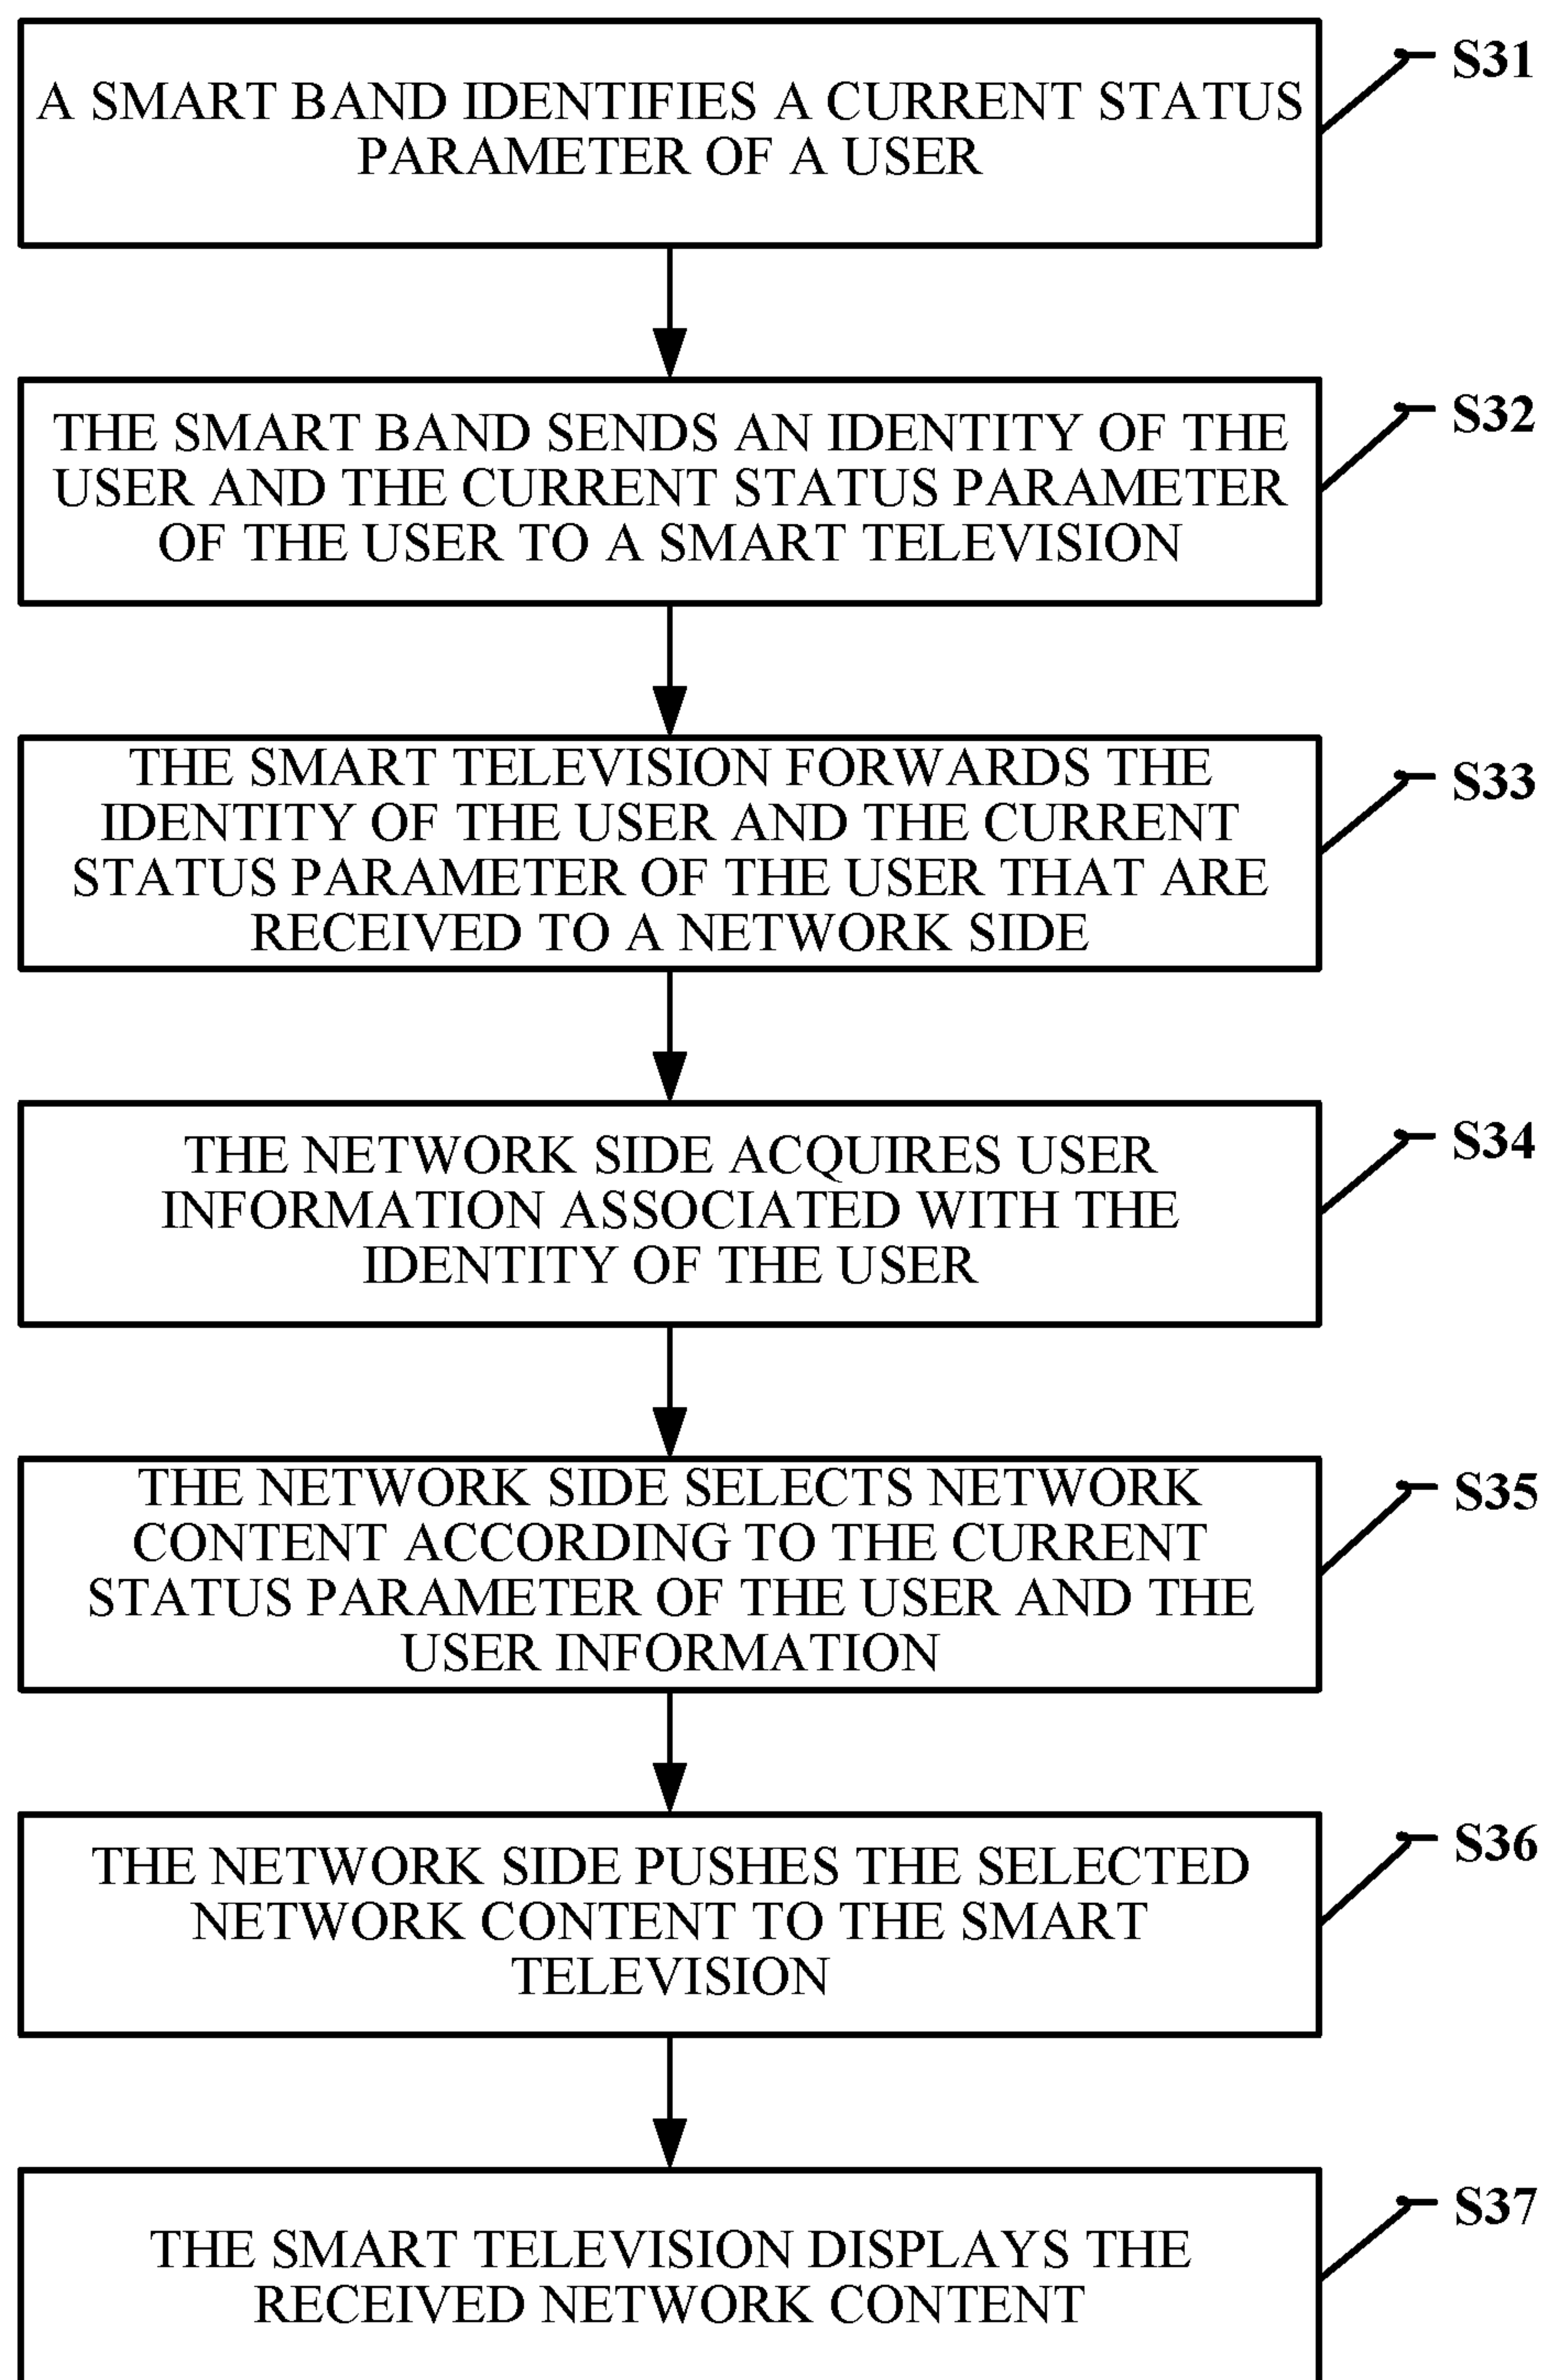 A SMART BAND IDENTIFIES A CURRENT STATUS
PARAMETER OF A USER
S31
THE SMART BAND SENDS AN IDENTITY OF THE
USER AND THE CURRENT STATUS PARAMETER
OF THE USER TO A SMART TELEVISION
S32
THE SMART TELEVISION FORWARDS THE
IDENTITY OF THE USER AND THE CURRENT
STATUS PARAMETER OF THE USER THAT ARE
RECEIVED TO A NETWORK SIDE
S33
THE NETWORK SIDE ACQUIRES USER
INFORMATION ASSOCIATED WITH THE
IDENTITY OF THE USER
S34
THE NETWORK SIDE SELECTS NETWORK
CONTENT ACCORDING TO THE CURRENT
STATUS PARAMETER OF THE USER AND THE
USER INFORMATION
S35
THE NETWORK SIDE PUSHES THE SELECTED
NETWORK CONTENT TO THE SMART
TELEVISION
S36
THE SMART TELEVISION DISPLAYS THE
RECEIVED NETWORK CONTENT
S37